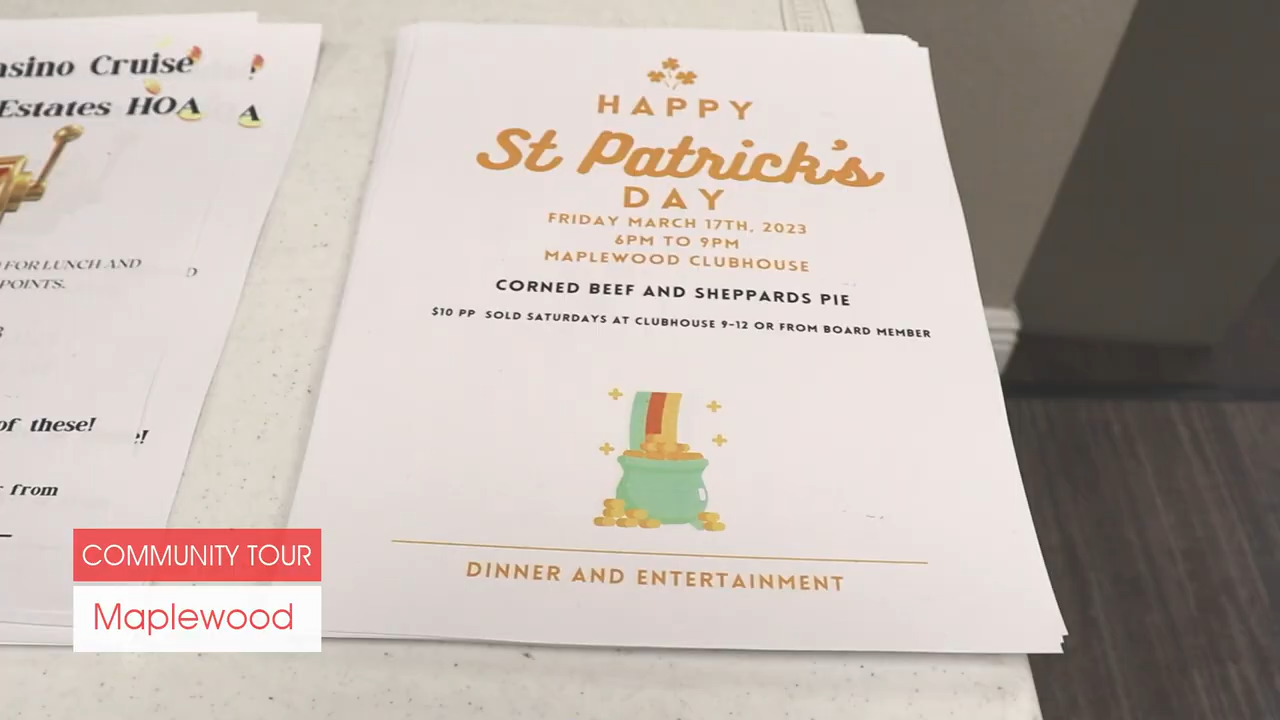 Cruise
Estates HOA
A
FOR LUNCH AND
POINTS.
of these!
from
HAPPY
St Patrick's
DAY
FRIDAY MARCH 17TH, 2023
6PM TO 9PM
MAPLEWOOD CLUBHOUSE
CORNED BEEF AND SHEPPARDS PIE
$10 PP SOLD SATURDAYS AT CLUBHOUSE 9-12 OR FROM BOARD MEMBER
DINNER AND ENTERTAINMENT
COMMUNITY TOUR
Maplewood